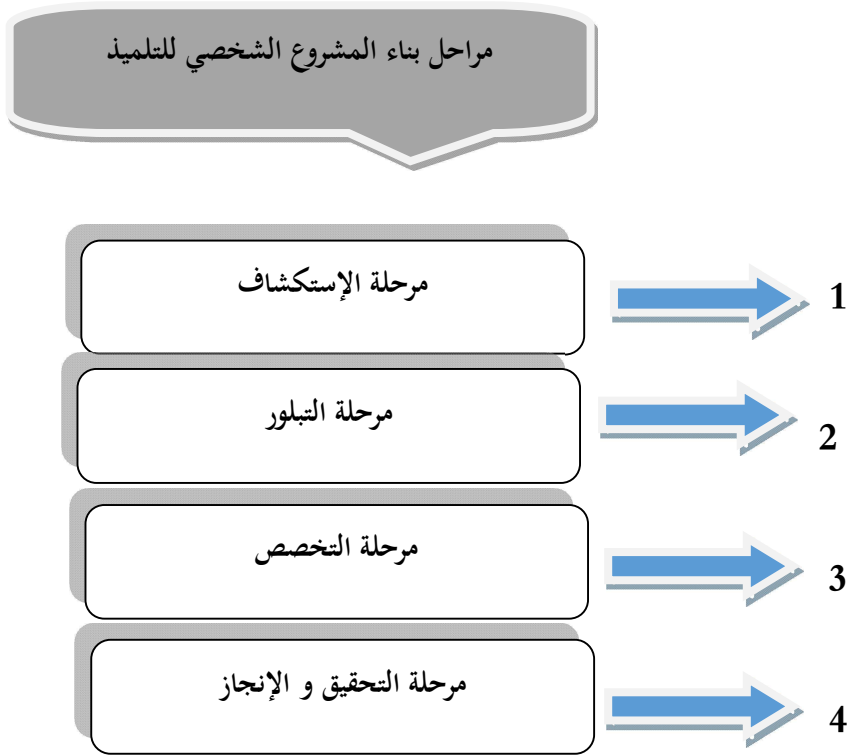 مراحل بناء المشروع الشخصي للتلميذ
مرحلة الإستكشاف
1
مرحلة التبلور
2
مرحلة التخصص
3
مرحلة التحقيق و الإنجاز
4